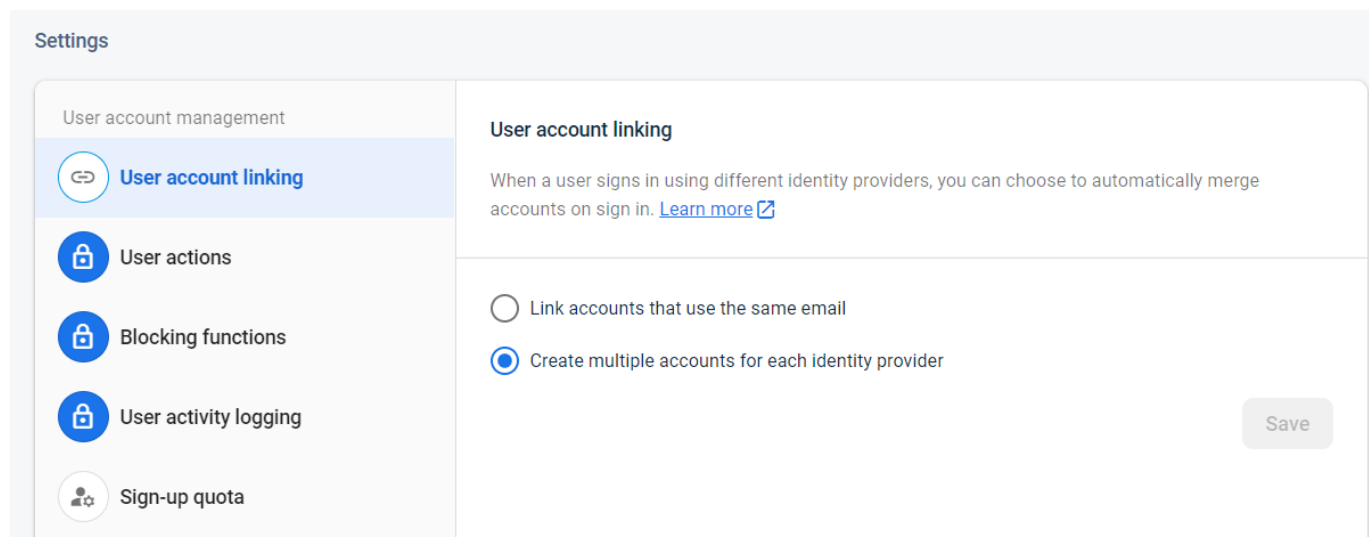 Settings
User account management
User account linking
User actions
Blocking functions
User activity logging
Sign-up quota
User account linking
When a user signs in using different identity providers, you can choose to automatically merge
accounts on sign in. Learn more
Link accounts that use the same email
Create multiple accounts for each identity provider
Save